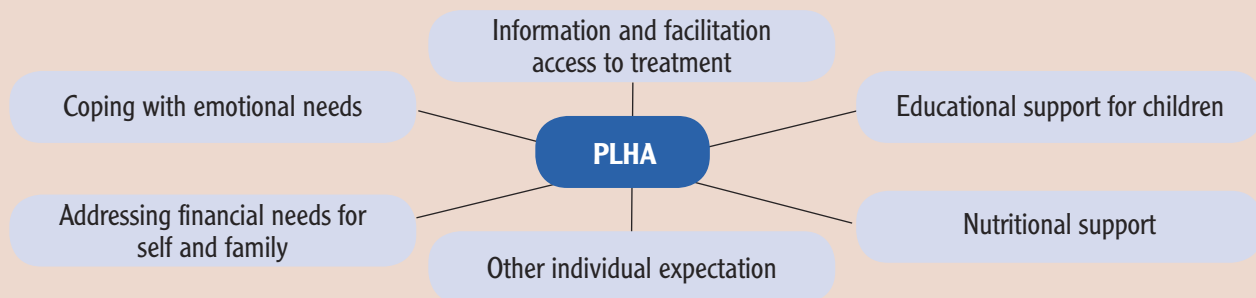 Information and facilitation
access to treatment
Coping with emotional needs
Educational support for children
PLHA
Addressing financial needs for
self and family
Nutritional support
Other individual expectation